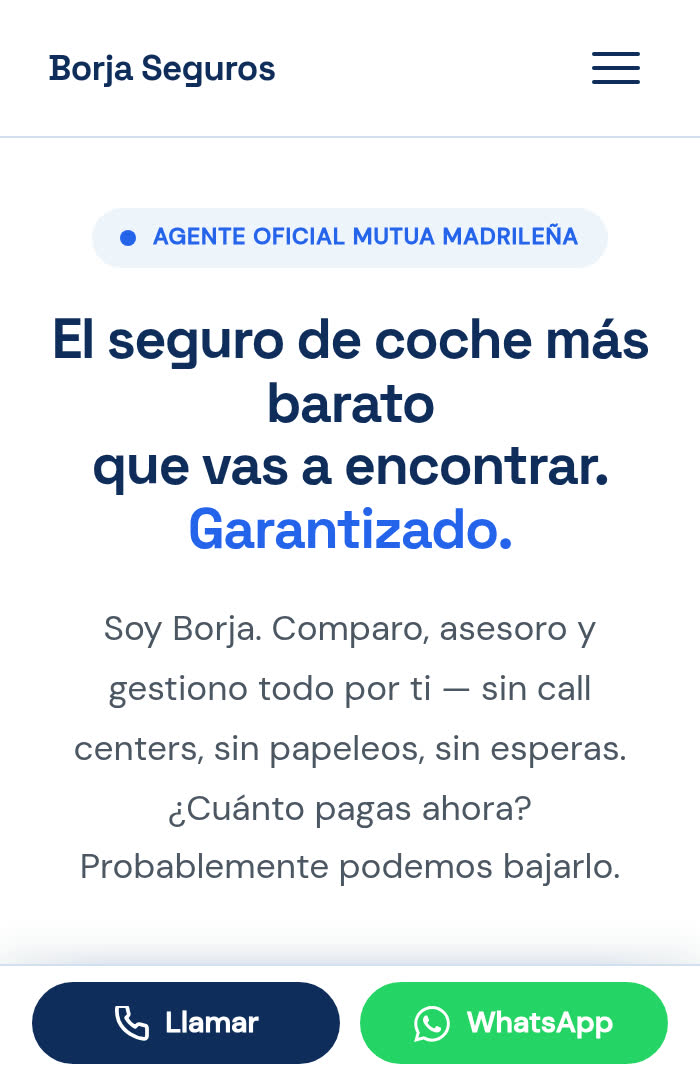 Borja Seguros
AGENTE OFICIAL MUTUA MADRILEÑA
El seguro de coche más
barato
que vas a encontrar.
Garantizado.
Soy Borja. Comparo, asesoro y
gestiono todo por ti — sin call
centers, sin papeleos, sin esperas.
¿Cuánto pagas ahora?
Probablemente podemos bajarlo.
Llamar
WhatsApp